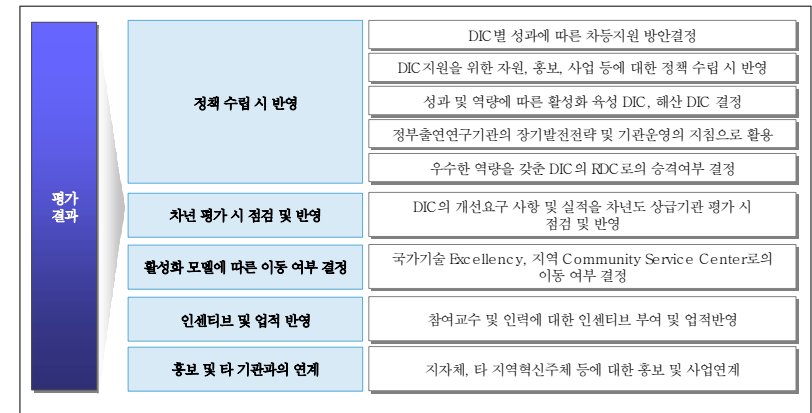 평가
결과
정책 수립 시 반영
DIC별 성과에 따른 차등지원 방안결정
DIC지원을 위한 자원, 홍보, 사업 등에 대한 정책 수립 시 반영
성과 및 역량에 따른 활성화 육성 DIC, 해산 DIC 결정
정부출연연구기관의 장기발전전략 및 기관운영의 지침으로 활용
우수한 역량을 갖춘 DIC의 RDC로의 승격여부 결정
차년 평가 시 점검 및 반영
DIC의 개선요구 사항 및 실적을 차년도 상급기관 평가 시
점검 및 반영
활성화 모델에 따른 이동 여부 결정
국가기술 Excellency, 지역 Community Service Center로의
이동 여부 결정
인센티브 및 업적 반영
참여교수 및 인력에 대한 인센티브 부여 및 업적반영
홍보 및 타 기관과의 연계
지자체, 타 지역혁신주체 등에 대한 홍보 및 사업연계